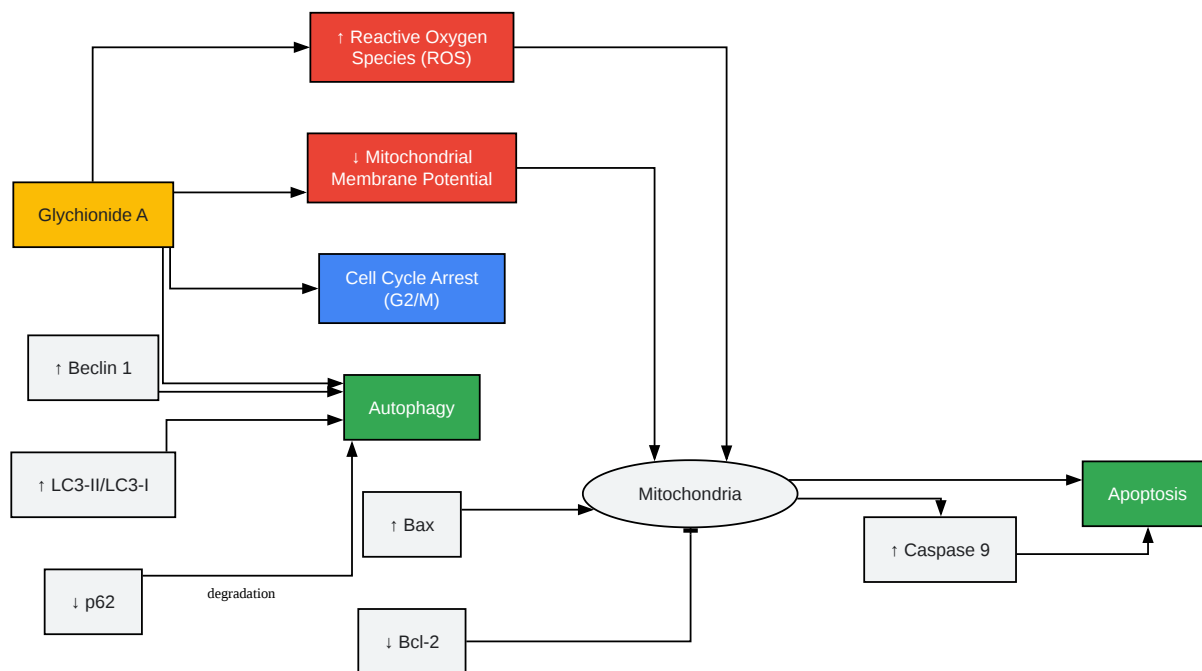 ↑ Reactive Oxygen
Species (ROS)
↓ Mitochondrial
Membrane Potential
Glychionide A
Cell Cycle Arrest
(G2/M)
↑ Beclin 1
Autophagy
↑ LC3-II/LC3-I
Mitochondria
Apoptosis
↑ Bax
↑ Caspase 9
degradation
↓ p62
↓ Bcl-2